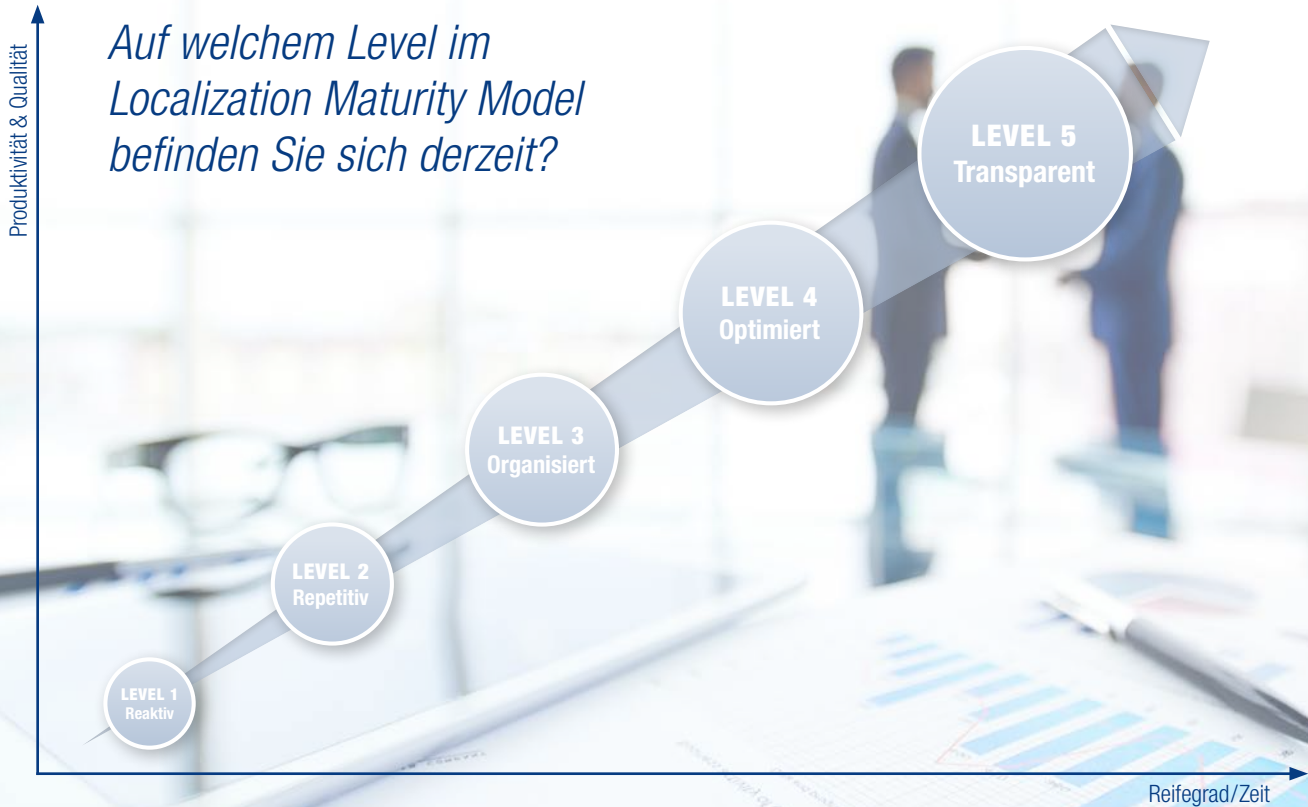 Auf welchem Level im
Localization Maturity Model
befinden Sie sich derzeit?
Produktivität & Qualität
LEVEL 5
Transparent
LEVEL 4
Optimiert
LEVEL 3
Organisiert
LEVEL 2
Repetitiv
LEVEL 1
Reaktiv
Reifegrad/Zeit